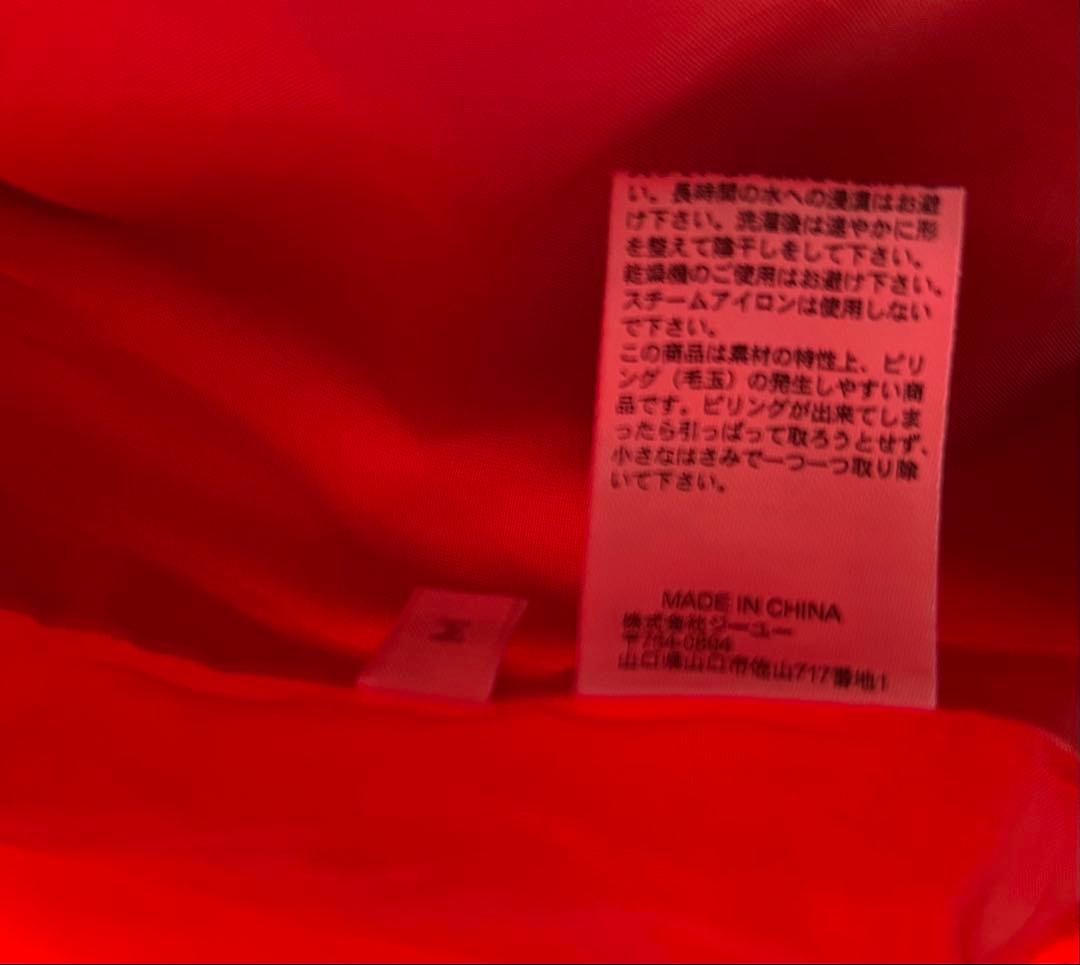 い。長時間の水への浸漬はお避
け下さい。洗濯後は速やかに形
を整えて陰干しをして下さい。
乾燥機のご使用はお避け下さい。
スチームアイロンは使用しない
で下さい。
この商品は素材の特性上、ピリ
ング(毛玉)の発生しやすい商
品です。ピリングが出来てしま
ったら引っぱって取ろうとせず、
小さなはさみで一つ一つ取り除
いて下さい。
MADE IN CHINA
株式会社ジーユー
〒754-0894
山口県山口市佐山717番地1
M